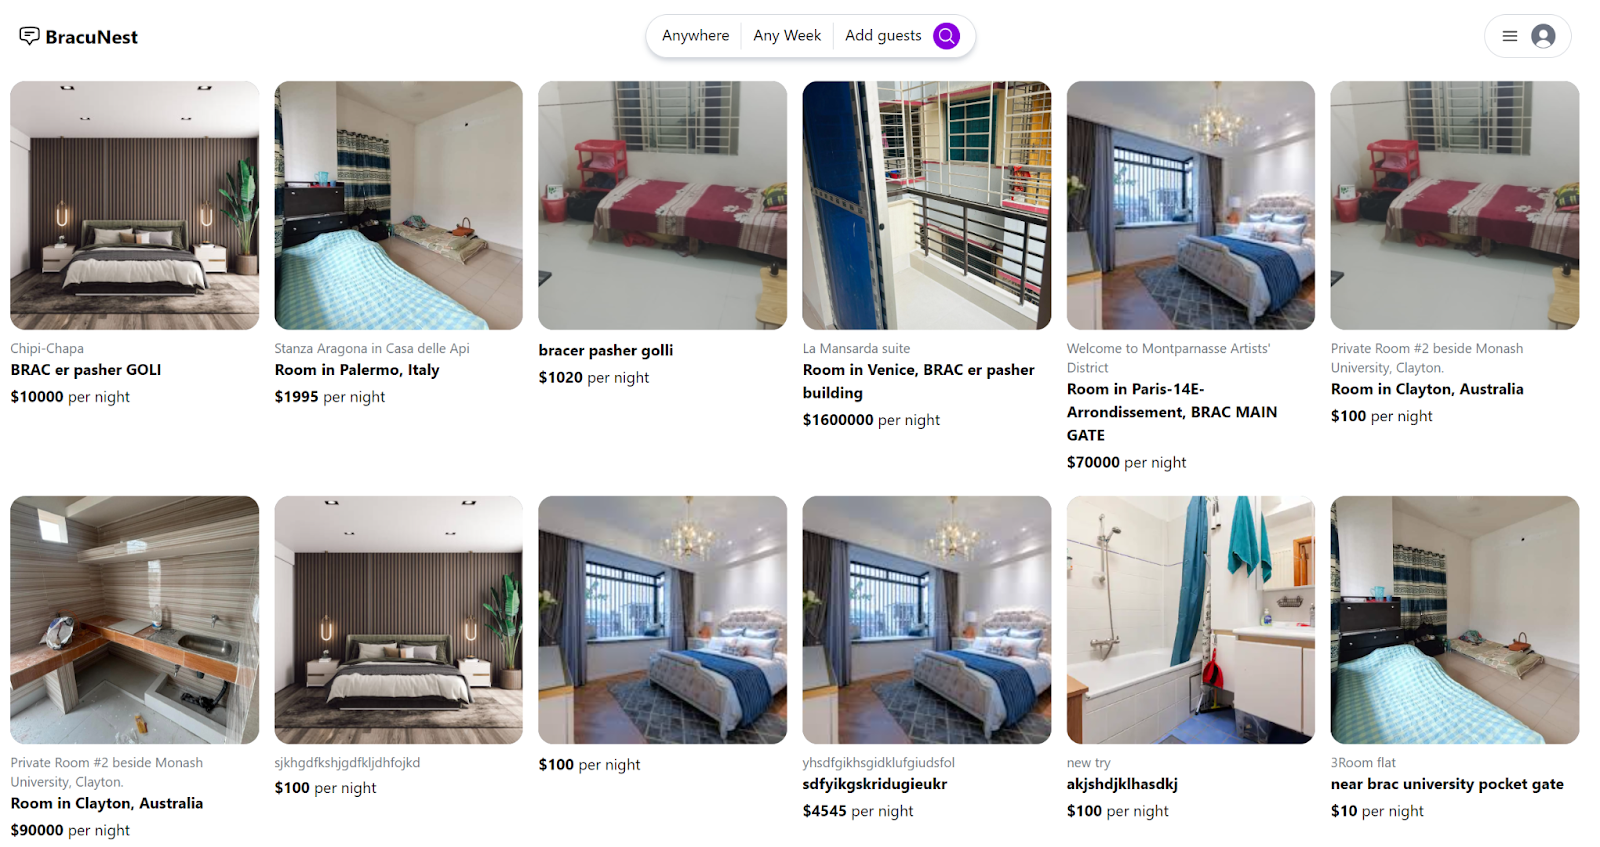 BracuNest
Anywhere Any Week Add guests
Chipi-Chapa
BRAC er pasher GOLI
$10000 per night
Stanza Aragona in Casa delle Api
Room in Palermo, Italy
$1995 per night
bracer pasher golli
$1020 per night
La Mansarda suite
Room in Venice, BRAC er pasher
building
$1600000 per night
Welcome to Montparnasse Artists'
District
Room in Paris-14E-
Arrondissement, BRAC MAIN
GATE
$70000 per night
Private Room #2 beside Monash
University, Clayton.
Room in Clayton, Australia
$100 per night
Private Room #2 beside Monash
University, Clayton.
Room in Clayton, Australia
$90000 per night
sjkhgdfkshjgdfkljdhfojkd
$100 per night
$100 per night
yhsdfgikhsgidklufgiudsfol
sdfyikgskridugieukr
$4545 per night
new try
akjshdjklhasdkj
$100 per night
3Room flat
near brac university pocket gate
$10 per night